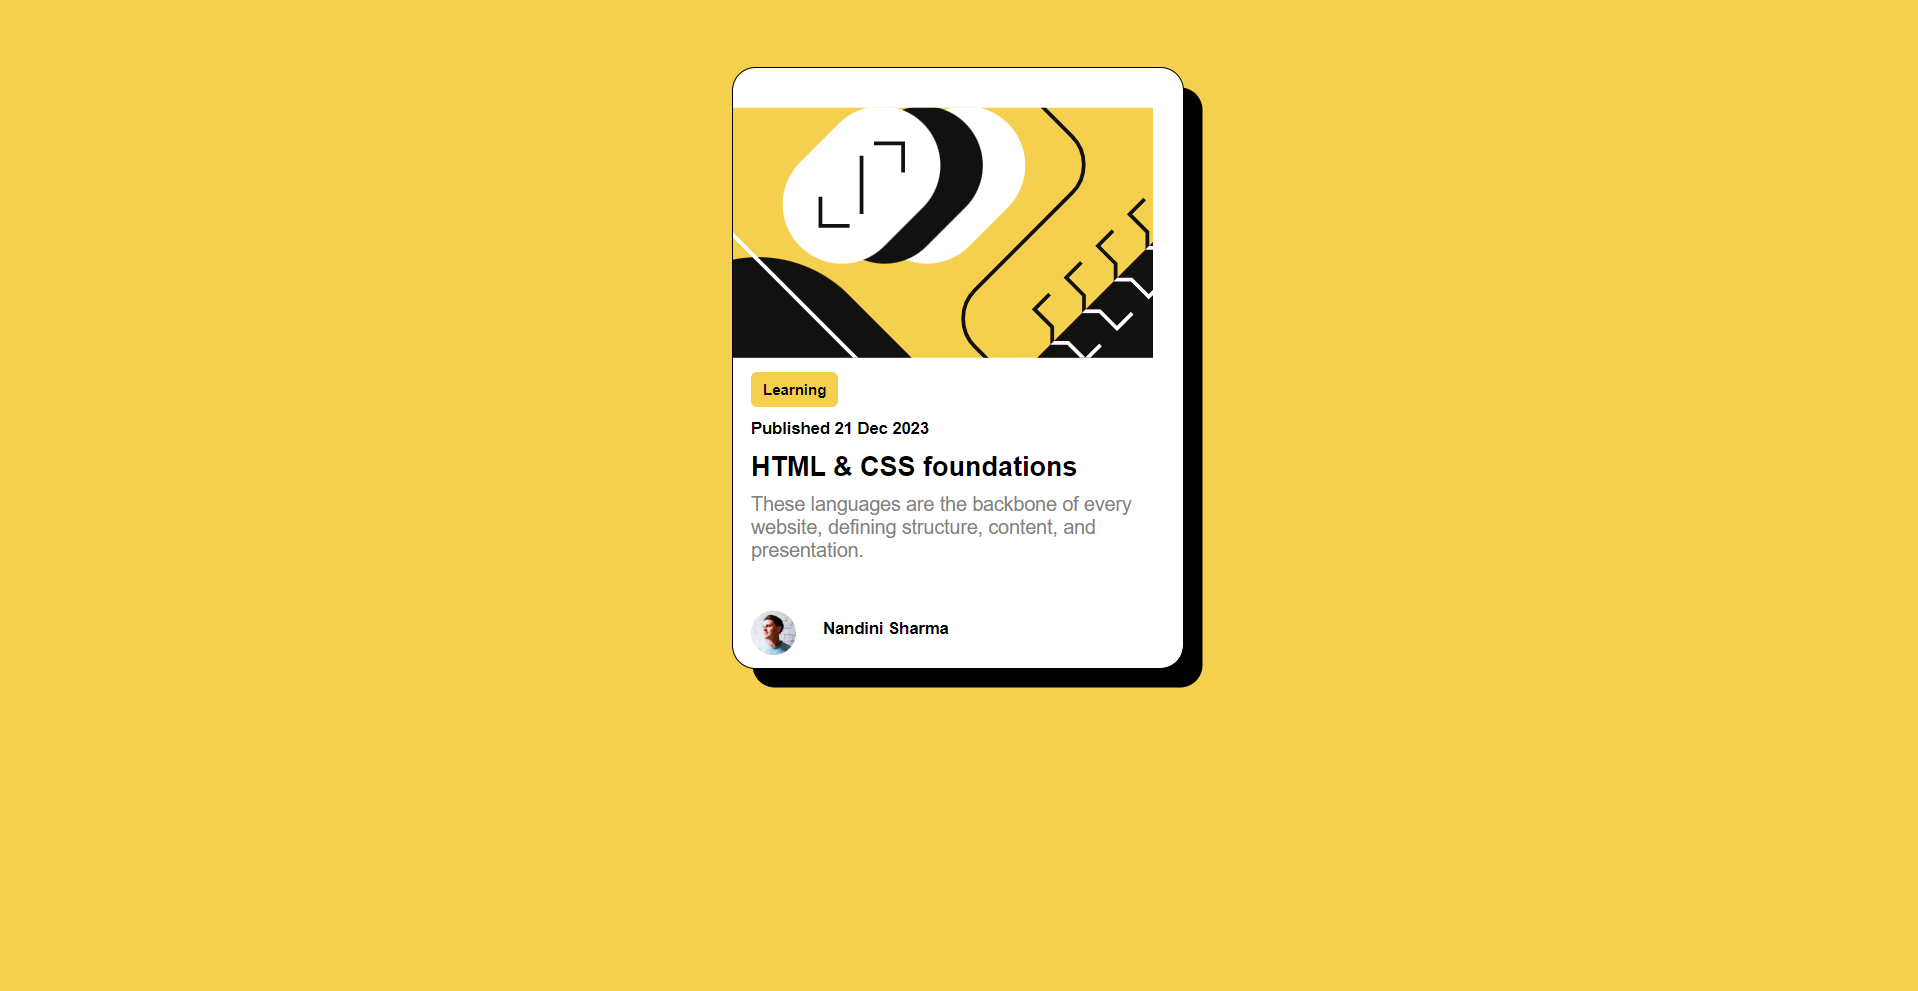 Learning
Published 21 Dec 2023
HTML & CSS foundations
These languages are the backbone of every
website, defining structure, content, and
presentation.
Nandini Sharma